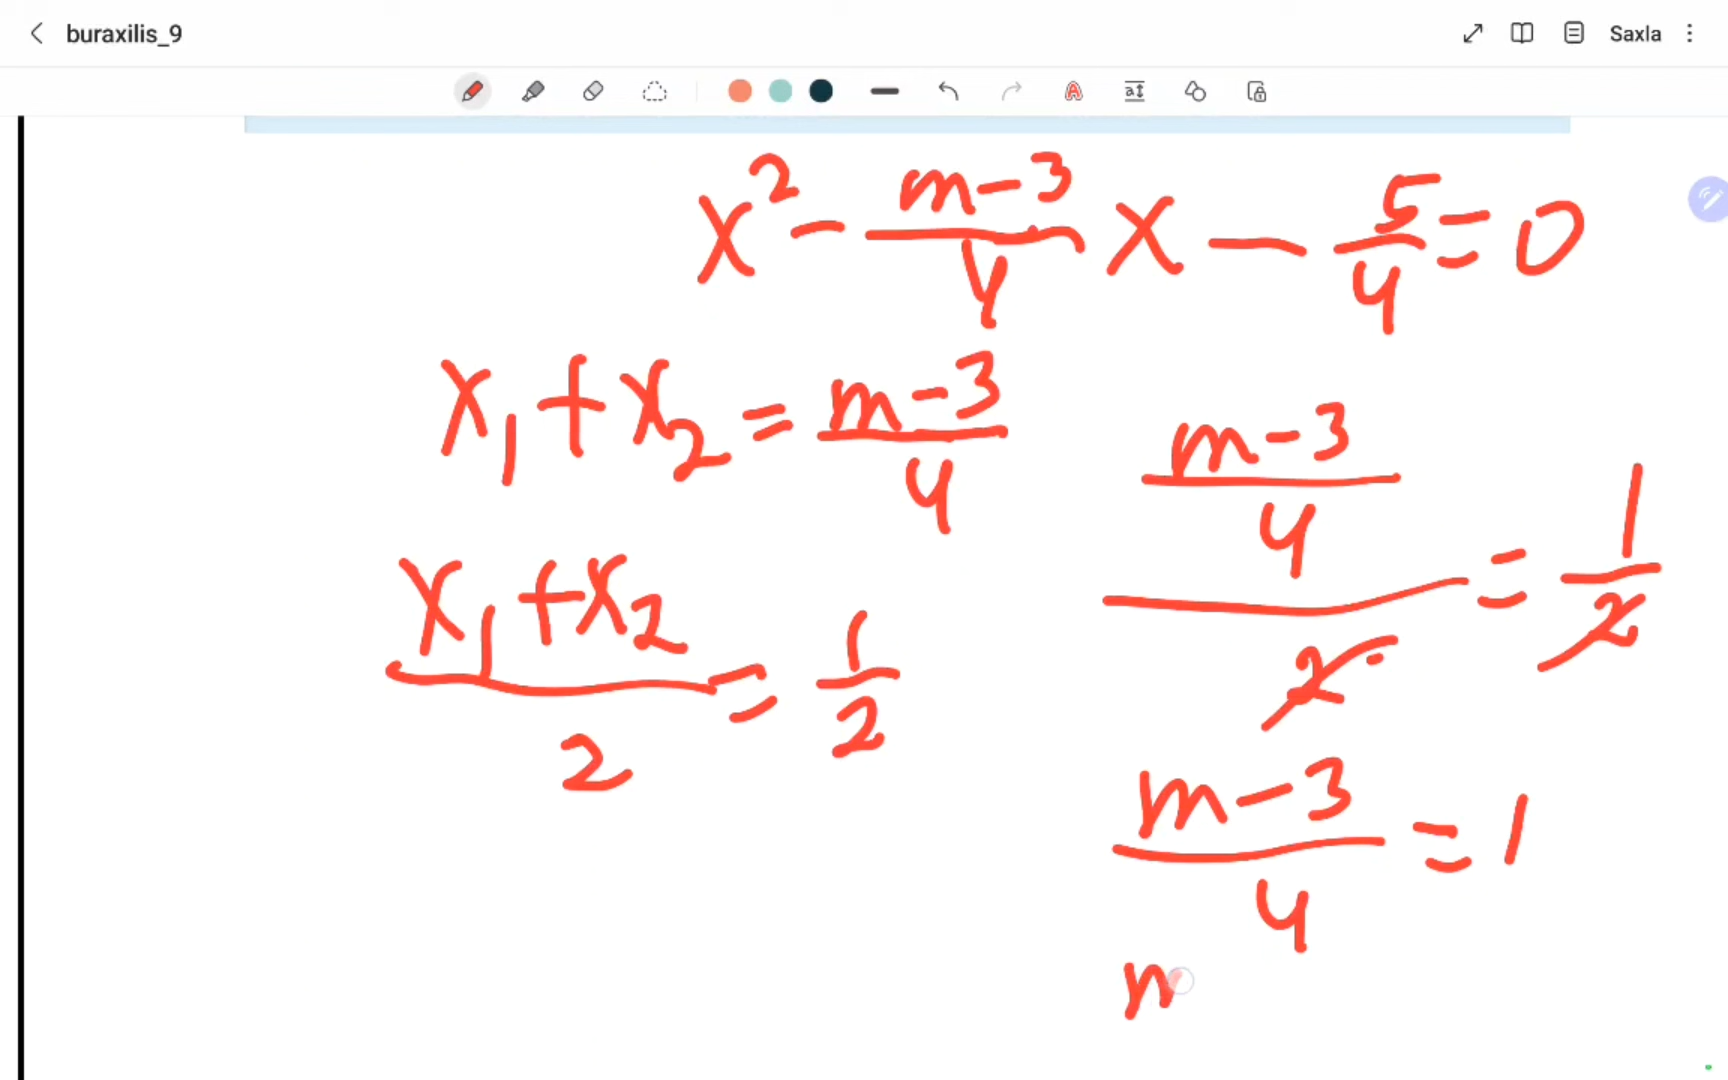 buraxilis_9
Saxla
x² - (m-3)/4 x - 5/4 = 0
x₁ + x₂ = (m-3)/4
((m-3)/4)/2 = 1/2
(x₁ + x₂)/2 = 1/2
(m-3)/4 = 1
m